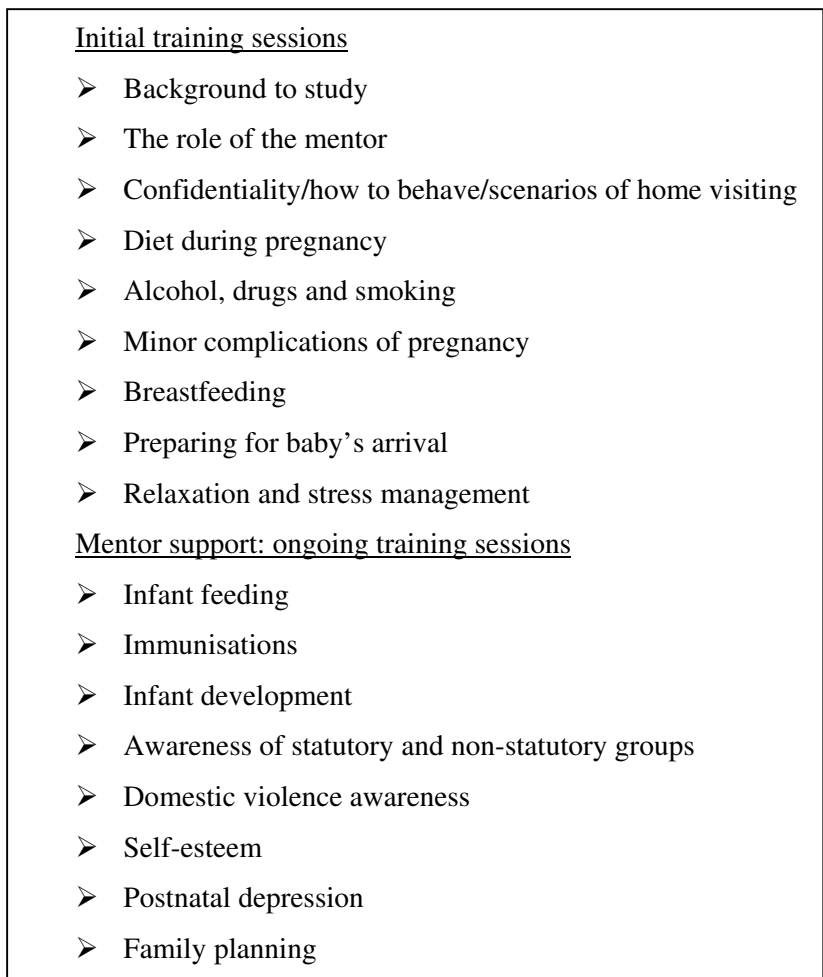 Initial training sessions
➢ Background to study
➢ The role of the mentor
➢ Confidentiality/how to behave/scenarios of home visiting
➢ Diet during pregnancy
➢ Alcohol, drugs and smoking
➢ Minor complications of pregnancy
➢ Breastfeeding
➢ Preparing for baby’s arrival
➢ Relaxation and stress management
Mentor support: ongoing training sessions
➢ Infant feeding
➢ Immunisations
➢ Infant development
➢ Awareness of statutory and non-statutory groups
➢ Domestic violence awareness
➢ Self-esteem
➢ Postnatal depression
➢ Family planning